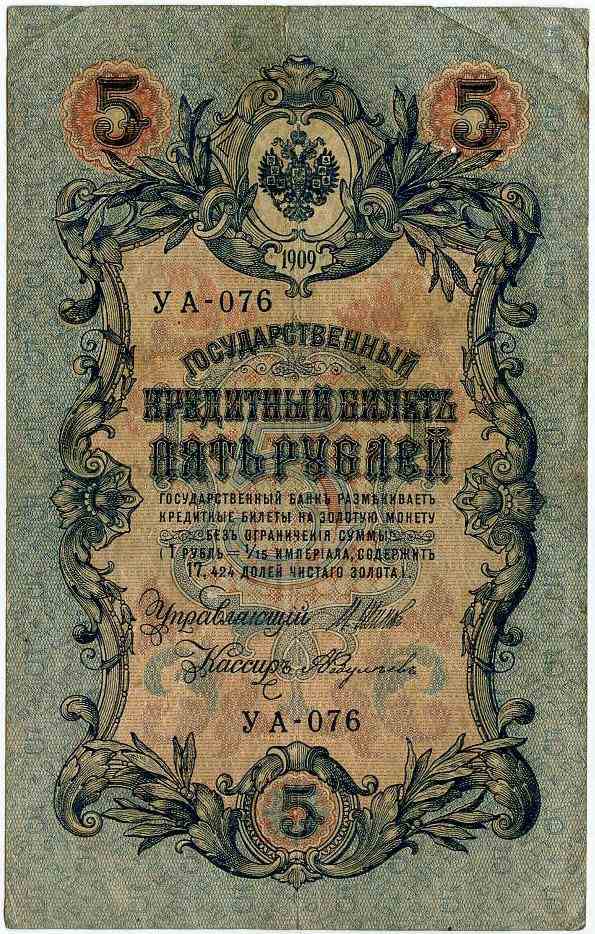 5 5
1909
УА-076
ГОСУДАРСТВЕННЫЙ
КРЕДИТНЫЙ БИЛЕТЪ
ПЯТЬ РУБЛЕЙ
ГОСУДАРСТВЕННЫЙ БАНКЪ РАЗМѢНИВАЕТЪ
КРЕДИТНЫЕ БИЛЕТЫ НА ЗОЛОТУЮ МОНЕТУ
БЕЗЪ ОГРАНИЧЕНІЯ СУММЫ
(1 РУБЛЬ = 1/15 ИМПЕРІАЛА, СОДЕРЖИТЪ
17,424 ДОЛЕЙ ЧИСТАГО ЗОЛОТА).
Управляющій
Кассиръ
УА-076
5